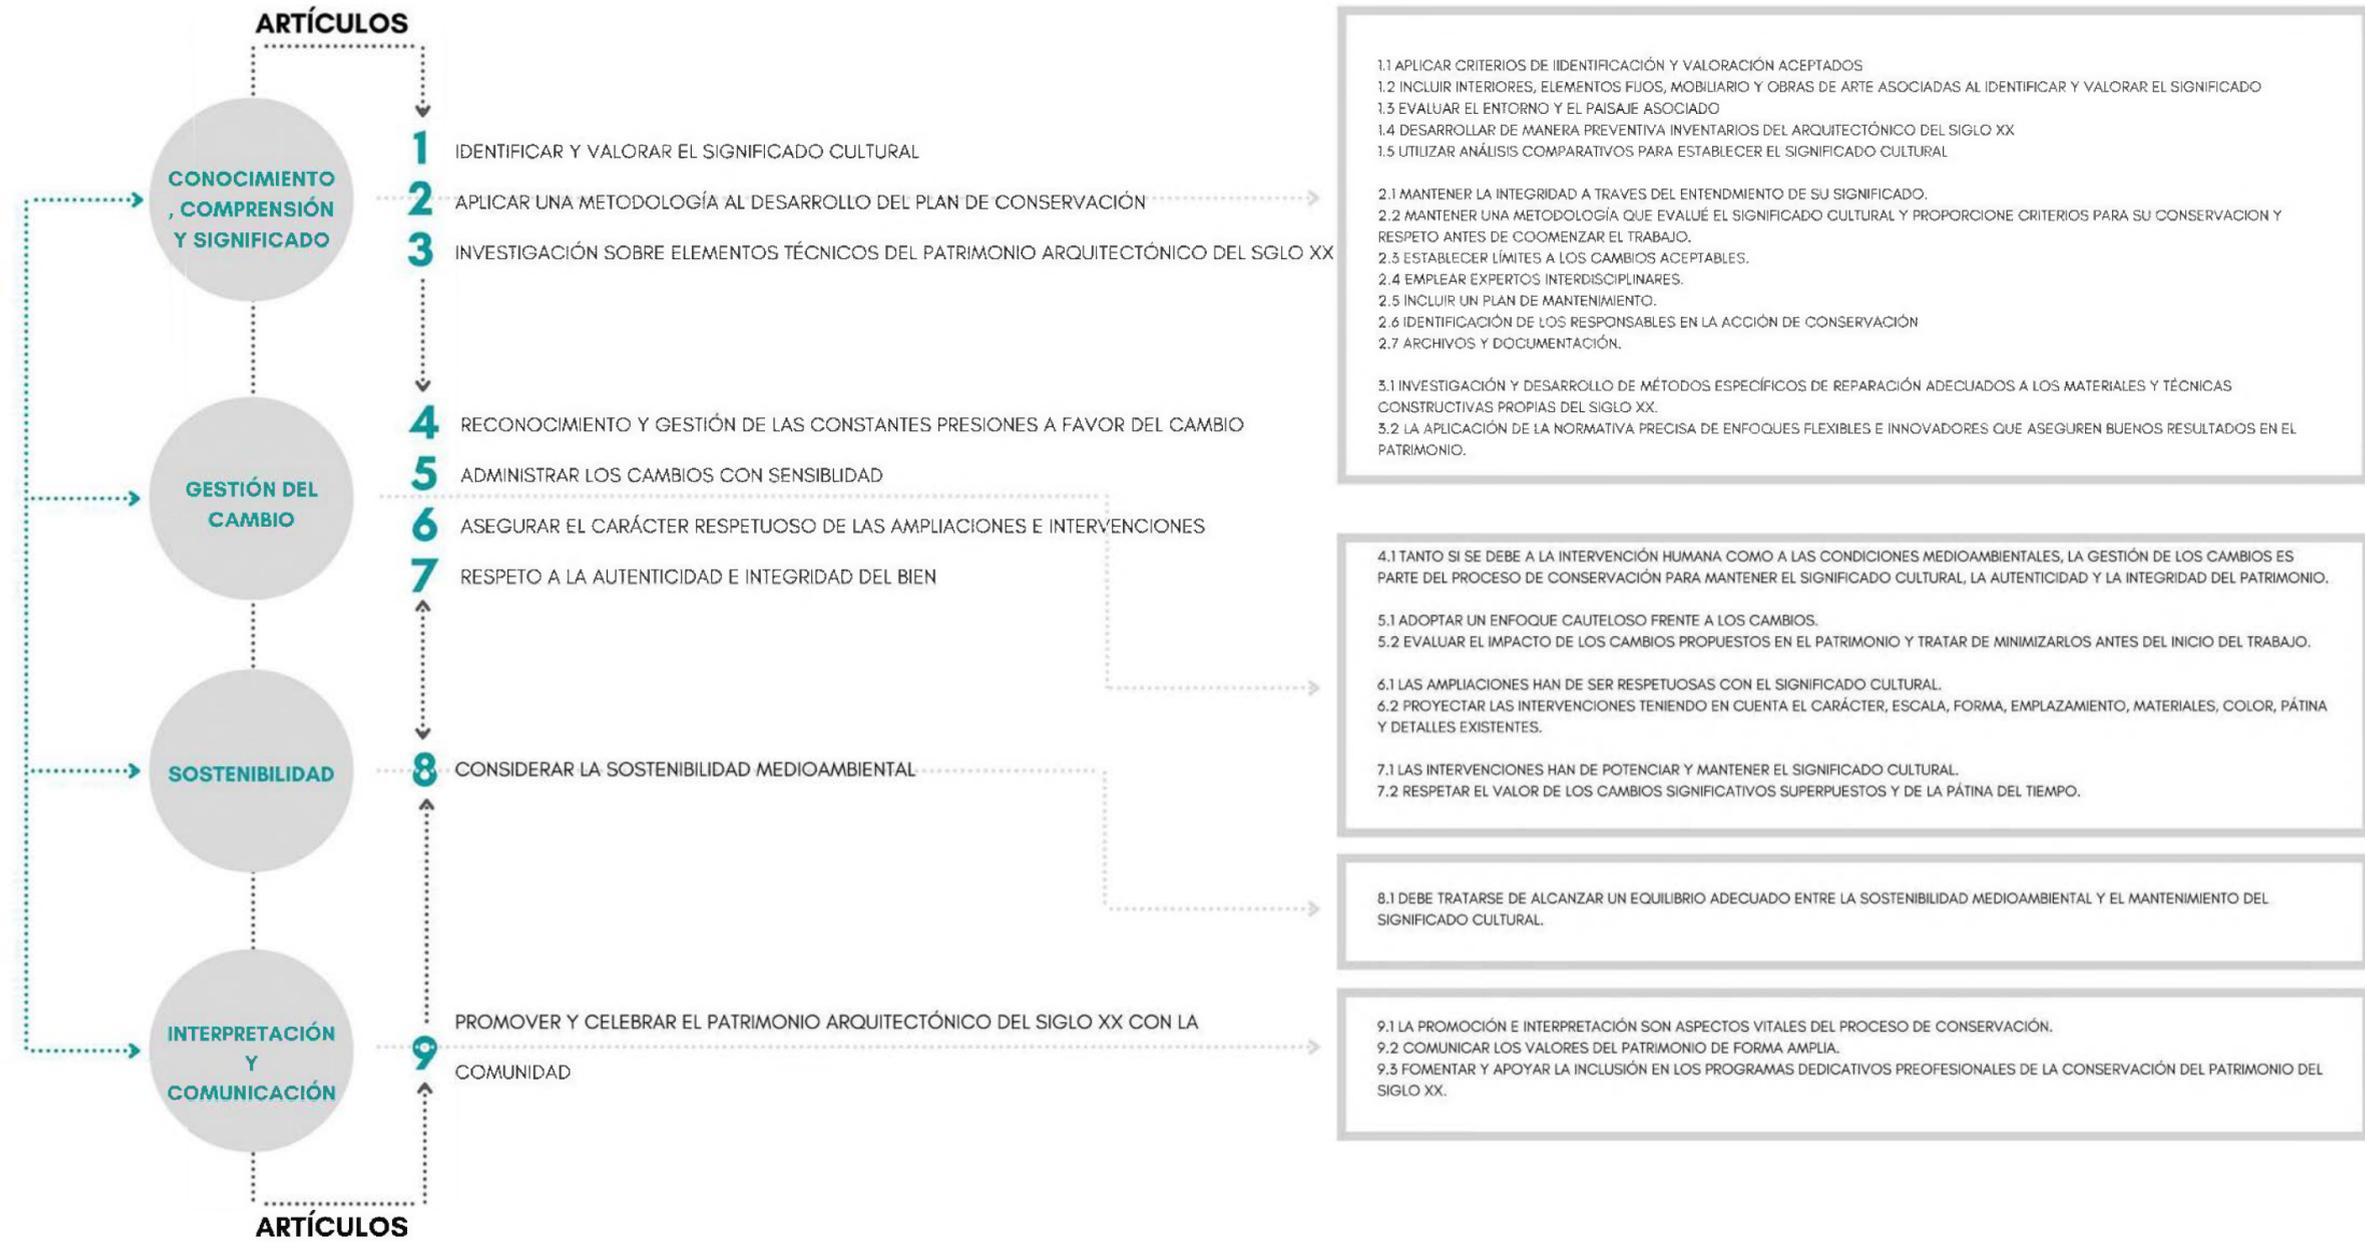 ARTÍCULOS
CONOCIMIENTO
, COMPRENSIÓN
Y SIGNIFICADO
1 IDENTIFICAR Y VALORAR EL SIGNIFICADO CULTURAL
2 APLICAR UNA METODOLOGÍA AL DESARROLLO DEL PLAN DE CONSERVACIÓN
3 INVESTIGACIÓN SOBRE ELEMENTOS TÉCNICOS DEL PATRIMONIO ARQUITECTÓNICO DEL SGLO XX
1.1 APLICAR CRITERIOS DE IIDENTIFICACIÓN Y VALORACIÓN ACEPTADOS
1.2 INCLUIR INTERIORES, ELEMENTOS FIJOS, MOBILIARIO Y OBRAS DE ARTE ASOCIADAS AL IDENTIFICAR Y VALORAR EL SIGNIFICADO
1.3 EVALUAR EL ENTORNO Y EL PAISAJE ASOCIADO
1.4 DESARROLLAR DE MANERA PREVENTIVA INVENTARIOS DEL ARQUITECTÓNICO DEL SIGLO XX
1.5 UTILIZAR ANÁLISIS COMPARATIVOS PARA ESTABLECER EL SIGNIFICADO CULTURAL
2.1 MANTENER LA INTEGRIDAD A TRAVES DEL ENTENDMIENTO DE SU SIGNIFICADO.
2.2 MANTENER UNA METODOLOGÍA QUE EVALUÉ EL SIGNIFICADO CULTURAL Y PROPORCIONE CRITERIOS PARA SU CONSERVACION Y
RESPETO ANTES DE COOMENZAR EL TRABAJO.
2.3 ESTABLECER LÍMITES A LOS CAMBIOS ACEPTABLES.
2.4 EMPLEAR EXPERTOS INTERDISCIPLINARES.
2.5 INCLUIR UN PLAN DE MANTENIMIENTO.
2.6 IDENTIFICACIÓN DE LOS RESPONSABLES EN LA ACCIÓN DE CONSERVACIÓN
2.7 ARCHIVOS Y DOCUMENTACIÓN.
3.1 INVESTIGACIÓN Y DESARROLLO DE MÉTODOS ESPECÍFICOS DE REPARACIÓN ADECUADOS A LOS MATERIALES Y TÉCNICAS
CONSTRUCTIVAS PROPIAS DEL SIGLO XX.
3.2 LA APLICACIÓN DE LA NORMATIVA PRECISA DE ENFOQUES FLEXIBLES E INNOVADORES QUE ASEGUREN BUENOS RESULTADOS EN EL
PATRIMONIO.
GESTIÓN DEL
CAMBIO
4 RECONOCIMIENTO Y GESTIÓN DE LAS CONSTANTES PRESIONES A FAVOR DEL CAMBIO
5 ADMINISTRAR LOS CAMBIOS CON SENSIBLIDAD
6 ASEGURAR EL CARÁCTER RESPETUOSO DE LAS AMPLIACIONES E INTERVENCIONES
7 RESPETO A LA AUTENTICIDAD E INTEGRIDAD DEL BIEN
4.1 TANTO SI SE DEBE A LA INTERVENCIÓN HUMANA COMO A LAS CONDICIONES MEDIOAMBIENTALES, LA GESTIÓN DE LOS CAMBIOS ES
PARTE DEL PROCESO DE CONSERVACIÓN PARA MANTENER EL SIGNIFICADO CULTURAL, LA AUTENTICIDAD Y LA INTEGRIDAD DEL PATRIMONIO.
5.1 ADOPTAR UN ENFOQUE CAUTELOSO FRENTE A LOS CAMBIOS.
5.2 EVALUAR EL IMPACTO DE LOS CAMBIOS PROPUESTOS EN EL PATRIMONIO Y TRATAR DE MINIMIZARLOS ANTES DEL INICIO DEL TRABAJO.
6.1 LAS AMPLIACIONES HAN DE SER RESPETUOSAS CON EL SIGNIFICADO CULTURAL.
6.2 PROYECTAR LAS INTERVENCIONES TENIENDO EN CUENTA EL CARÁCTER, ESCALA, FORMA, EMPLAZAMIENTO, MATERIALES, COLOR, PÁTINA
Y DETALLES EXISTENTES.
7.1 LAS INTERVENCIONES HAN DE POTENCIAR Y MANTENER EL SIGNIFICADO CULTURAL.
7.2 RESPETAR EL VALOR DE LOS CAMBIOS SIGNIFICATIVOS SUPERPUESTOS Y DE LA PÁTINA DEL TIEMPO.
SOSTENIBILIDAD
8 CONSIDERAR LA SOSTENIBILIDAD MEDIOAMBIENTAL
8.1 DEBE TRATARSE DE ALCANZAR UN EQUILIBRIO ADECUADO ENTRE LA SOSTENIBILIDAD MEDIOAMBIENTAL Y EL MANTENIMIENTO DEL
SIGNIFICADO CULTURAL.
INTERPRETACIÓN
Y
COMUNICACIÓN
9 PROMOVER Y CELEBRAR EL PATRIMONIO ARQUITECTÓNICO DEL SIGLO XX CON LA
COMUNIDAD
9.1 LA PROMOCIÓN E INTERPRETACIÓN SON ASPECTOS VITALES DEL PROCESO DE CONSERVACIÓN.
9.2 COMUNICAR LOS VALORES DEL PATRIMONIO DE FORMA AMPLIA.
9.3 FOMENTAR Y APOYAR LA INCLUSIÓN EN LOS PROGRAMAS DEDICATIVOS PREOFESIONALES DE LA CONSERVACIÓN DEL PATRIMONIO DEL
SIGLO XX.
ARTÍCULOS